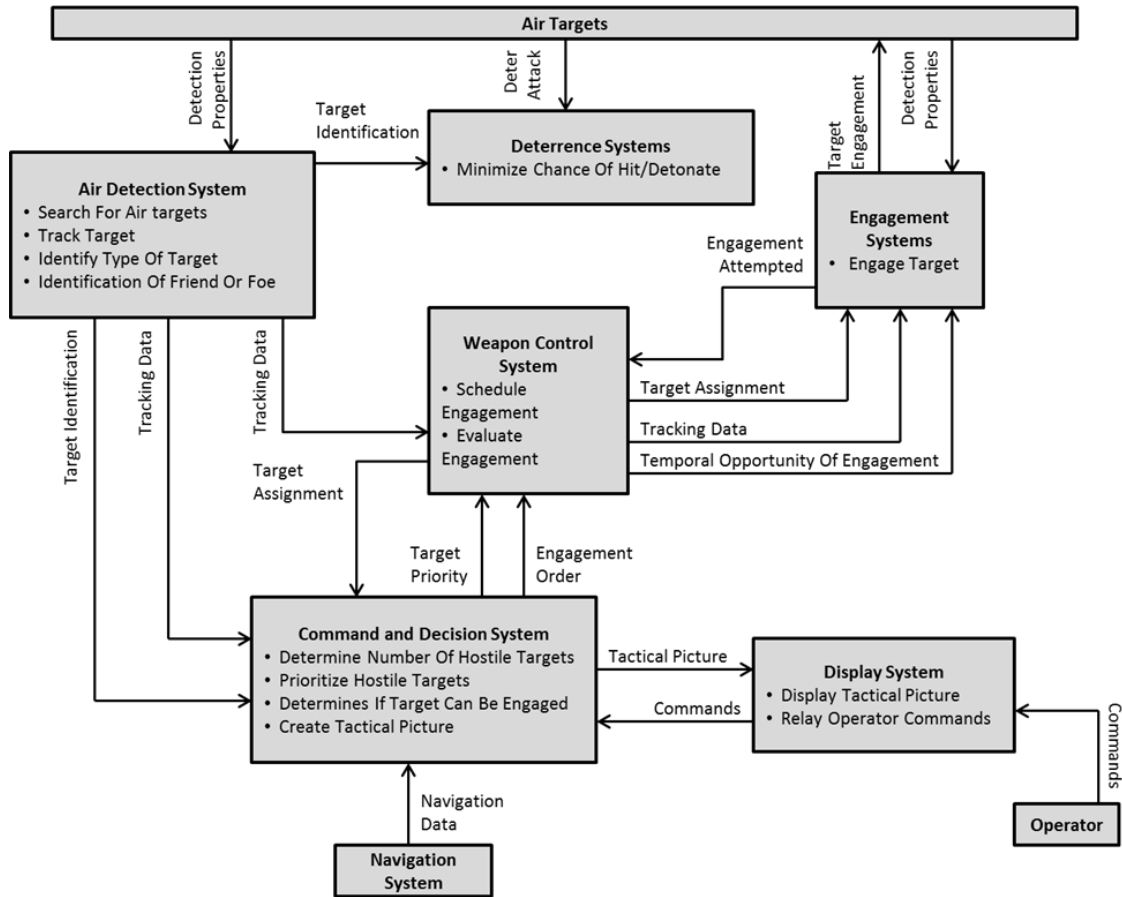 Air Targets
Detection
Properties
Deter
Attack
Target
Engagement
Detection
Properties
Target
Identification
Deterrence Systems
• Minimize Chance Of Hit/Detonate
Air Detection System
• Search For Air targets
• Track Target
• Identify Type Of Target
• Identification Of Friend Or Foe
Engagement
Systems
• Engage Target
Engagement
Attempted
Target Identification
Tracking Data
Tracking Data
Weapon Control
System
• Schedule
Engagement
• Evaluate
Engagement
Target Assignment
Tracking Data
Temporal Opportunity Of Engagement
Target
Assignment
Target
Priority
Engagement
Order
Command and Decision System
• Determine Number Of Hostile Targets
• Prioritize Hostile Targets
• Determines If Target Can Be Engaged
• Create Tactical Picture
Tactical Picture
Commands
Display System
• Display Tactical Picture
• Relay Operator Commands
Commands
Operator
Navigation
Data
Navigation
System